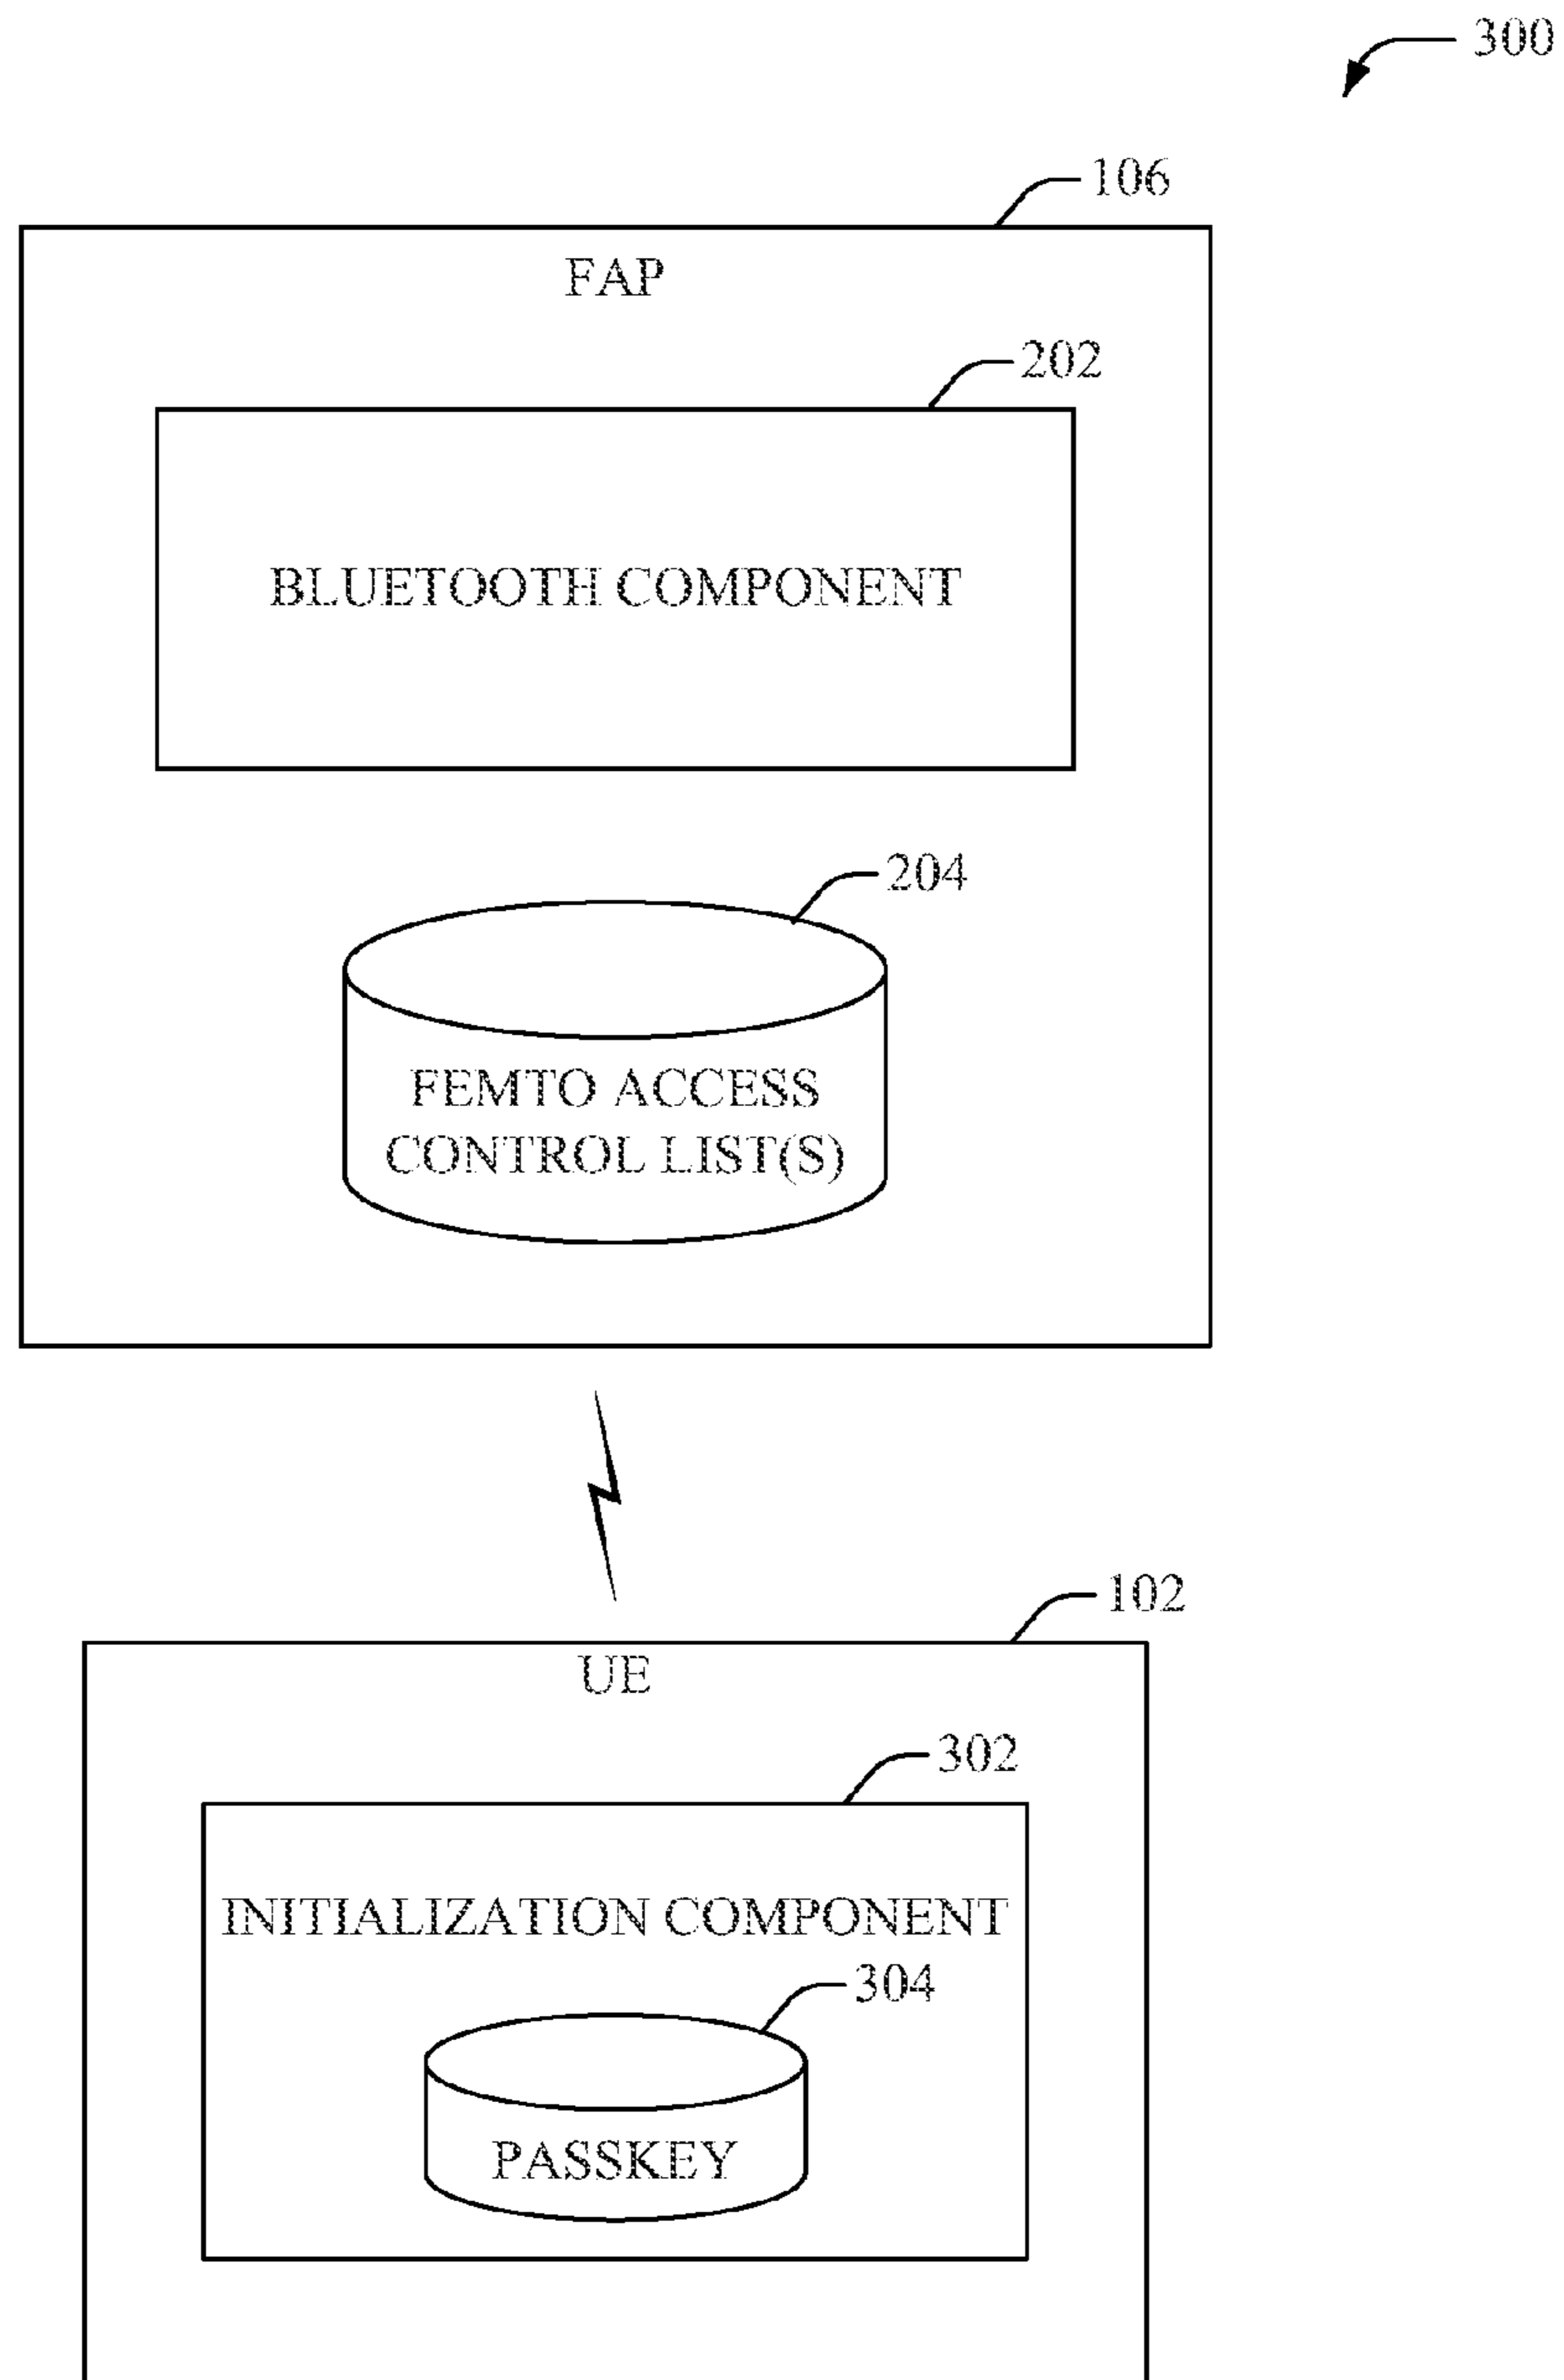 300
106
FAP
202
BLUETOOTH COMPONENT
204
FEMTO ACCESS
CONTROL LIST(S)
102
UE
302
INITIALIZATION COMPONENT
304
PASSKEY